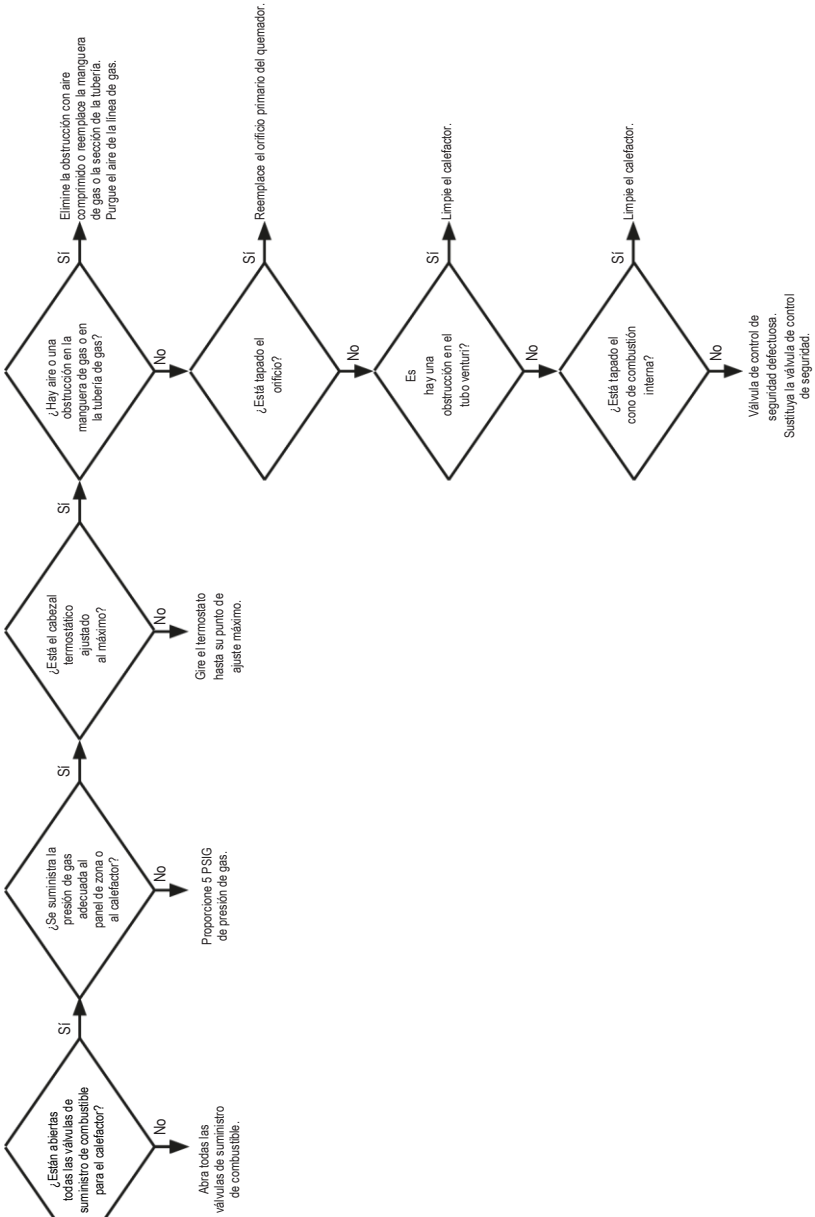 ¿Están abiertas
todas las válvulas de
suministro de combustible
para el calefactor?
No
Abra todas las
válvulas de suministro
de combustible.
Sí
¿Se suministra la
presión de gas
adecuada al
panel de zona o
al calefactor?
No
Proporcione 5 PSIG
de presión de gas.
Sí
¿Está el cabezal
termostático
ajustado
al máximo?
No
Gire el termostato
hasta su punto de
ajuste máximo.
Sí
¿Hay aire o una
obstrucción en la
manguera de gas o en
la tubería de gas?
Sí
Elimine la obstrucción con aire
comprimido o reemplace la manguera
de gas o la sección de la tubería.
Purgue el aire de la línea de gas.
No
¿Está tapado el
orificio?
Sí
Reemplace el orificio primario del quemador.
No
Es
hay una
obstrucción en el
tubo venturi?
Sí
Limpie el calefactor.
No
¿Está tapado el
cono de combustión
interna?
Sí
Limpie el calefactor.
No
Válvula de control de
seguridad defectuosa.
Sustituya la válvula de control
de seguridad.